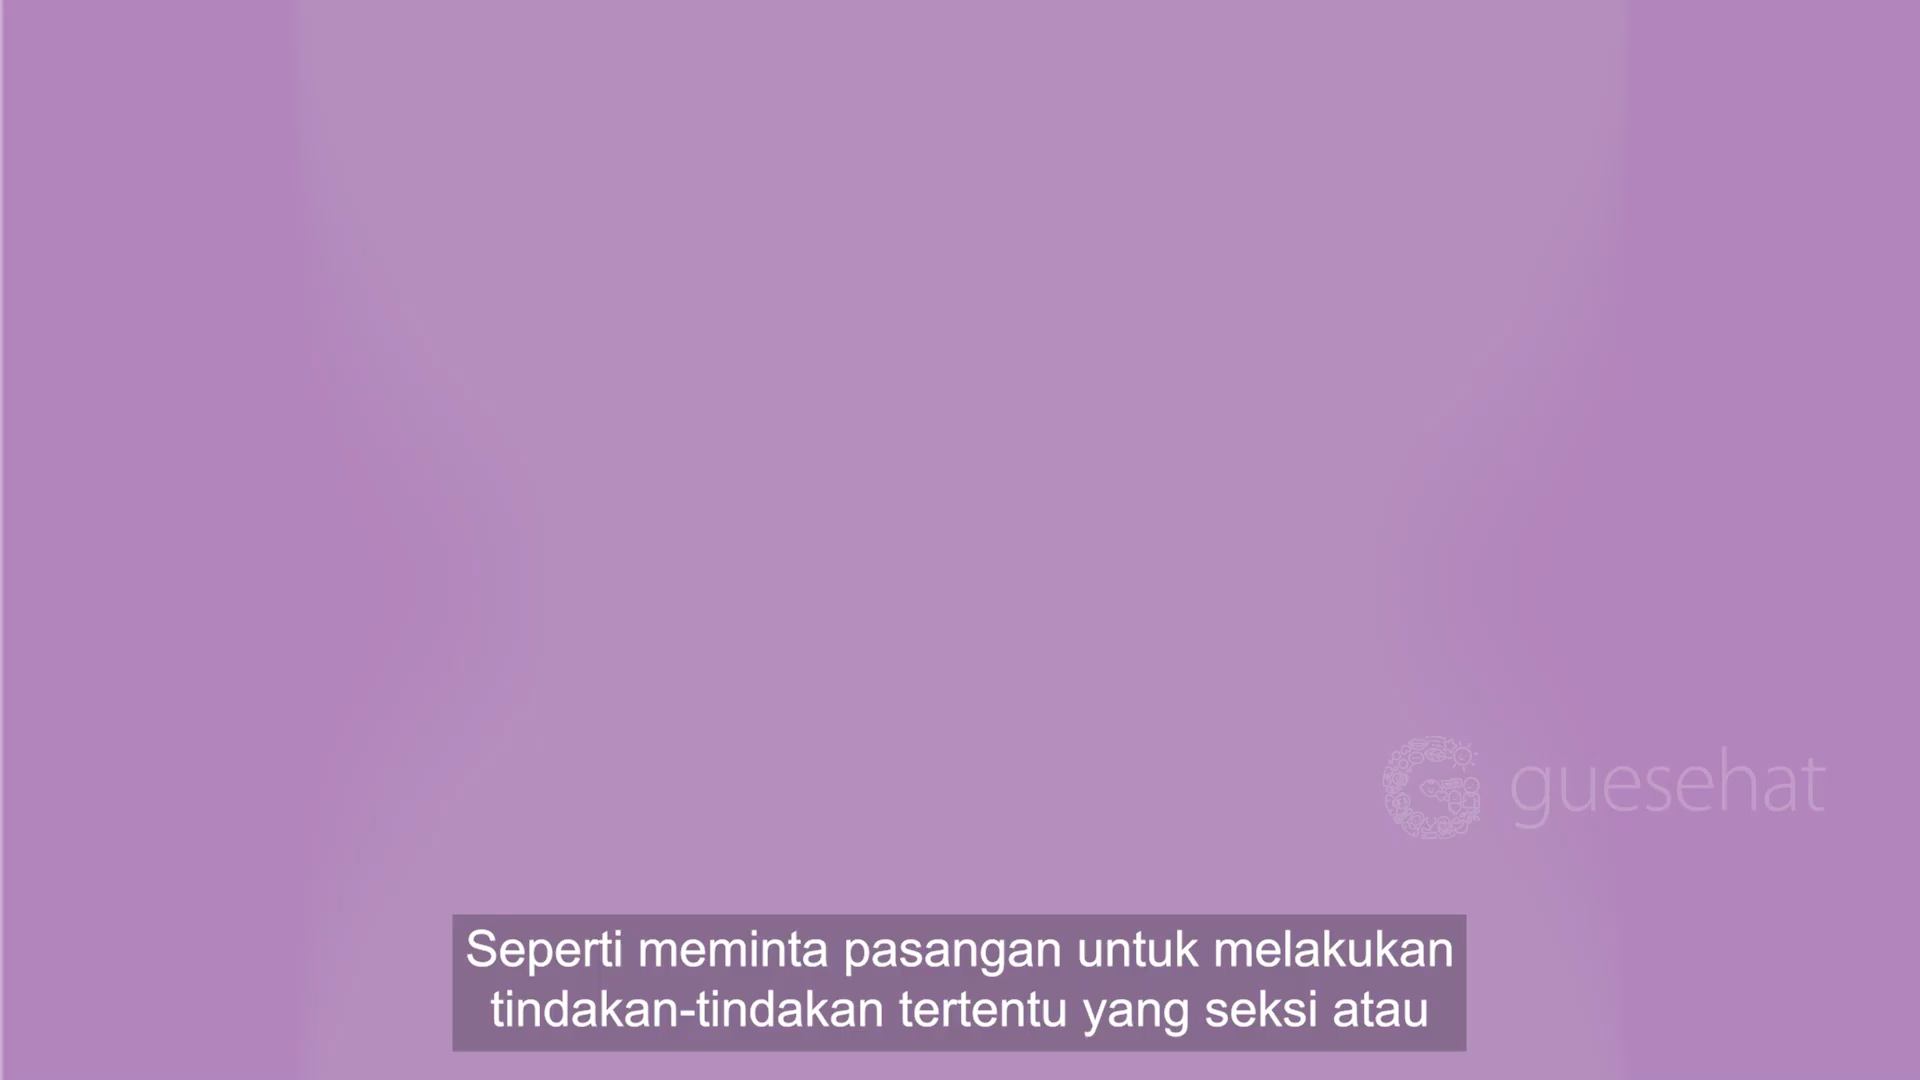 guesehat
Seperti meminta pasangan untuk melakukan
tindakan-tindakan tertentu yang seksi atau